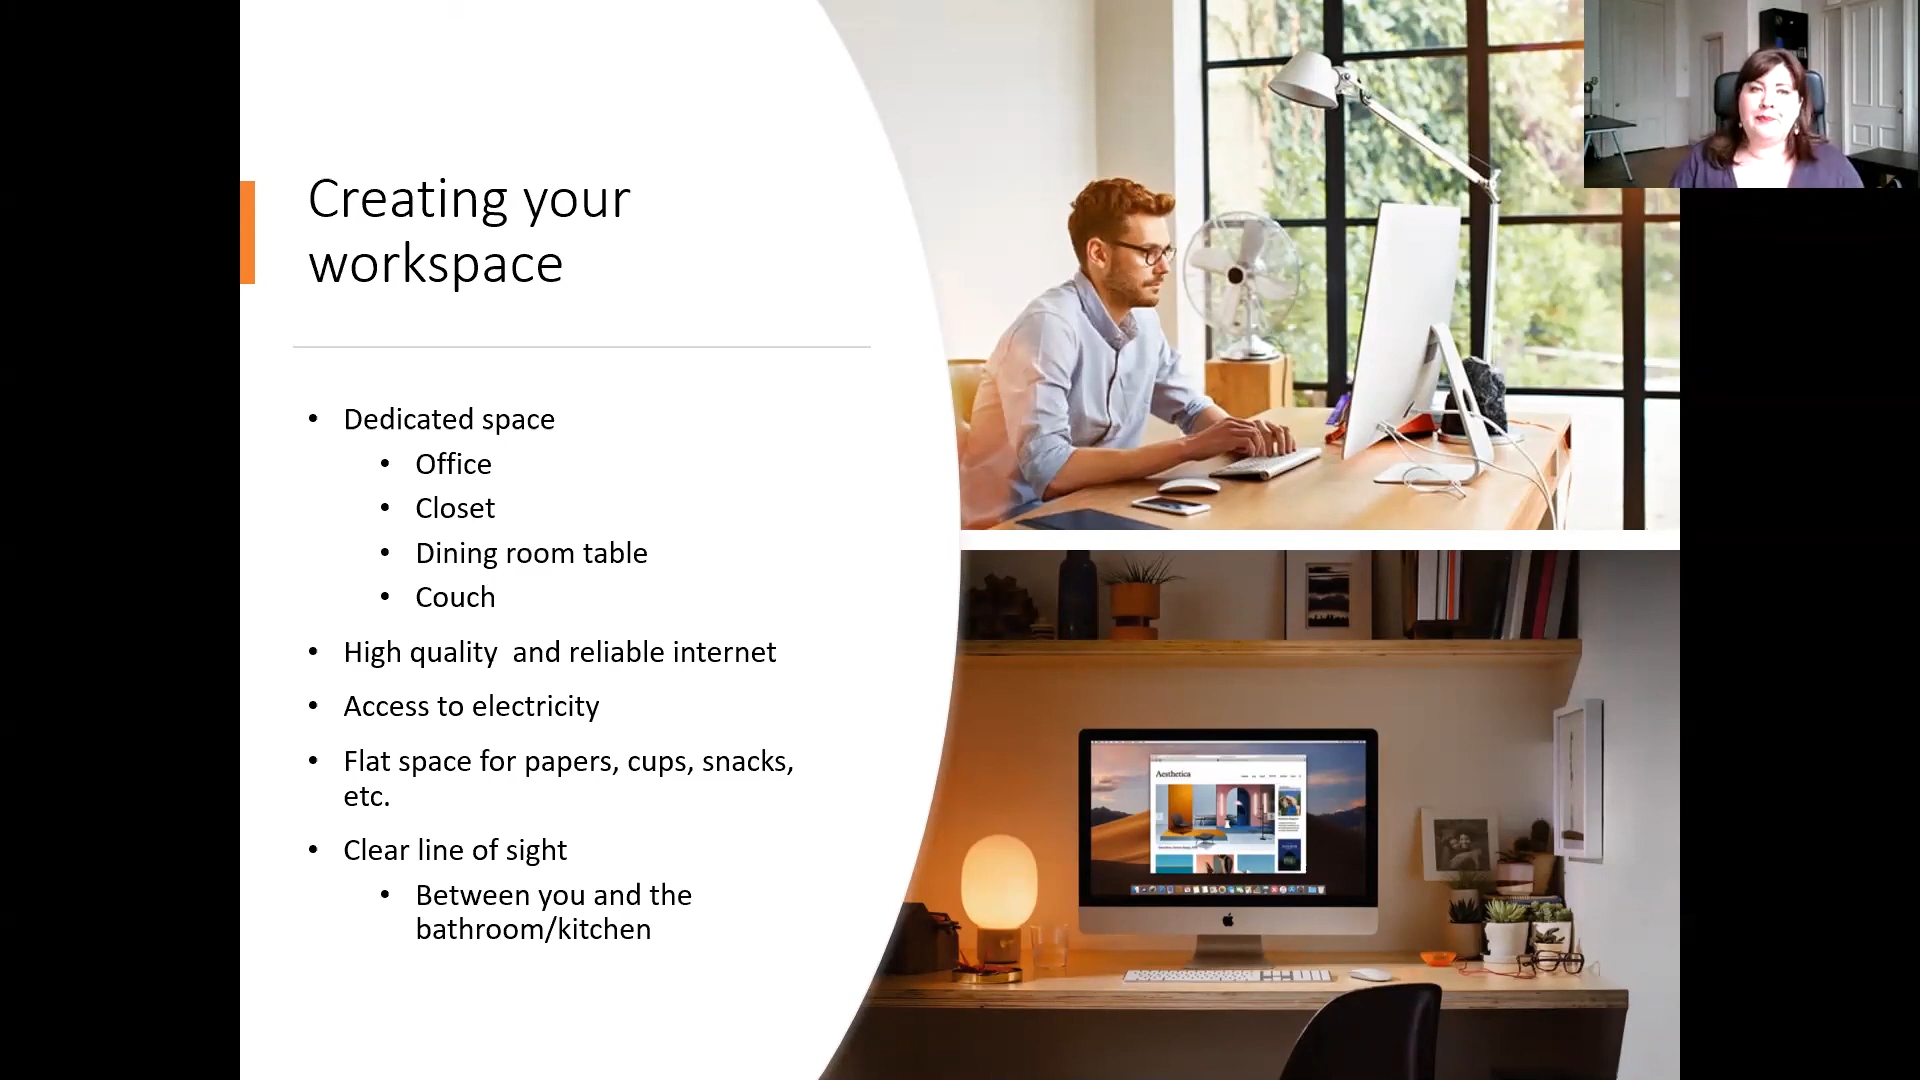 Creating your
workspace
• Dedicated space
• Office
• Closet
• Dining room table
• Couch
• High quality  and reliable internet
• Access to electricity
• Flat space for papers, cups, snacks,
etc.
• Clear line of sight
• Between you and the
bathroom/kitchen
Aesthetica